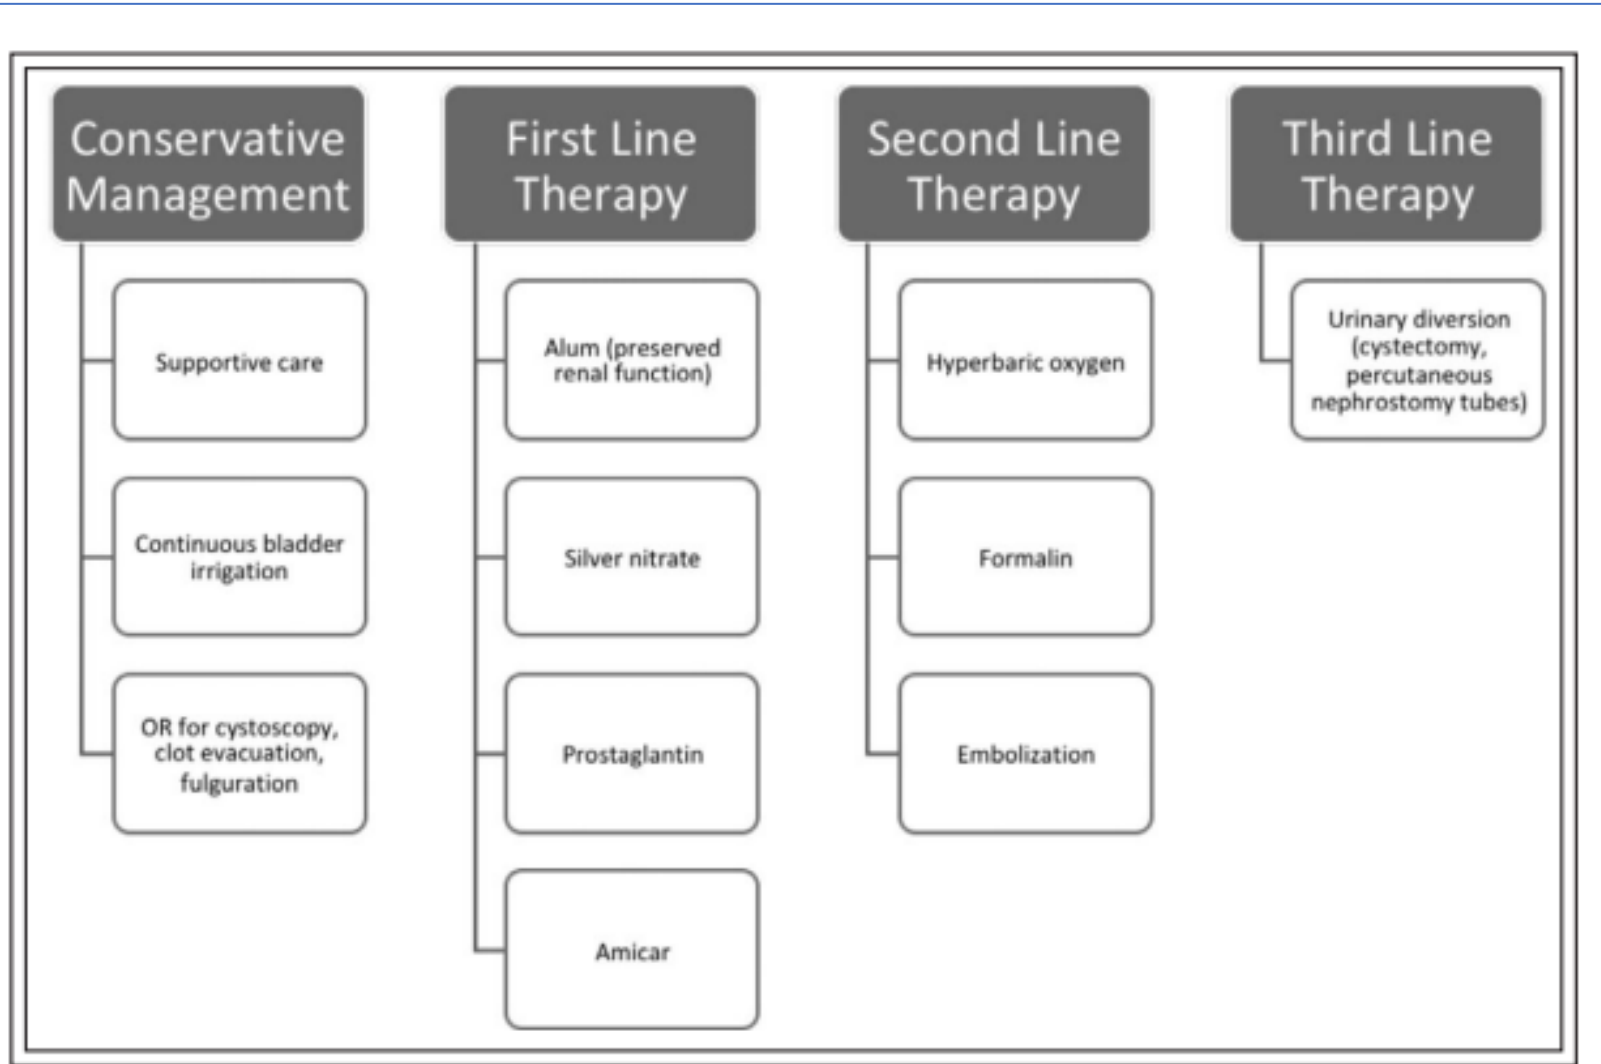 Conservative
Management
Supportive care
Continuous bladder
irrigation
OR for cystoscopy,
clot evacuation,
fulguration
First Line
Therapy
Alum (preserved
renal function)
Silver nitrate
Prostaglantin
Amicar
Second Line
Therapy
Hyperbaric oxygen
Formalin
Embolization
Third Line
Therapy
Urinary diversion
(cystectomy,
percutaneous
nephrostomy tubes)